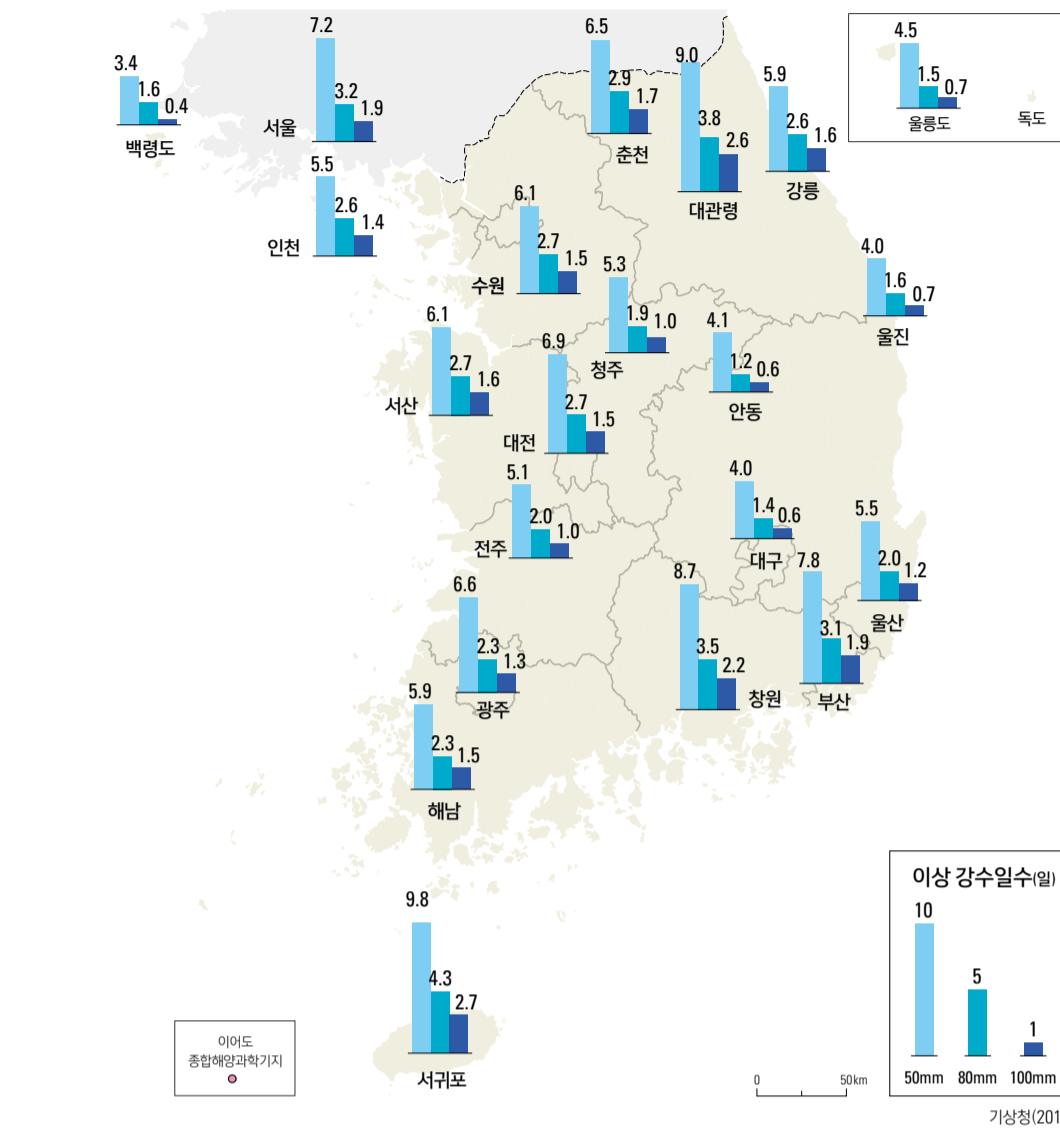 3.4
1.6
0.4
백령도
7.2
3.2
1.9
서울
5.5
2.6
1.4
인천
6.5
2.9
1.7
춘천
9.0
3.8
2.6
대관령
5.9
2.6
1.6
강릉
4.5
1.5
0.7
울릉도
독도
6.1
2.7
1.5
수원
5.3
1.9
1.0
청주
4.0
1.6
0.7
울진
6.1
2.7
1.6
서산
6.9
2.7
1.5
대전
4.1
1.2
0.6
안동
5.1
2.0
1.0
전주
4.0
1.4
0.6
대구
5.5
2.0
1.2
울산
6.6
2.3
1.3
광주
8.7
3.5
2.2
창원
7.8
3.1
1.9
부산
5.9
2.3
1.5
해남
9.8
4.3
2.7
서귀포
이어도
종합해양과학기지
0 50km
이상 강수일수(일)
10
5
1
50mm 80mm 100mm
기상청(201